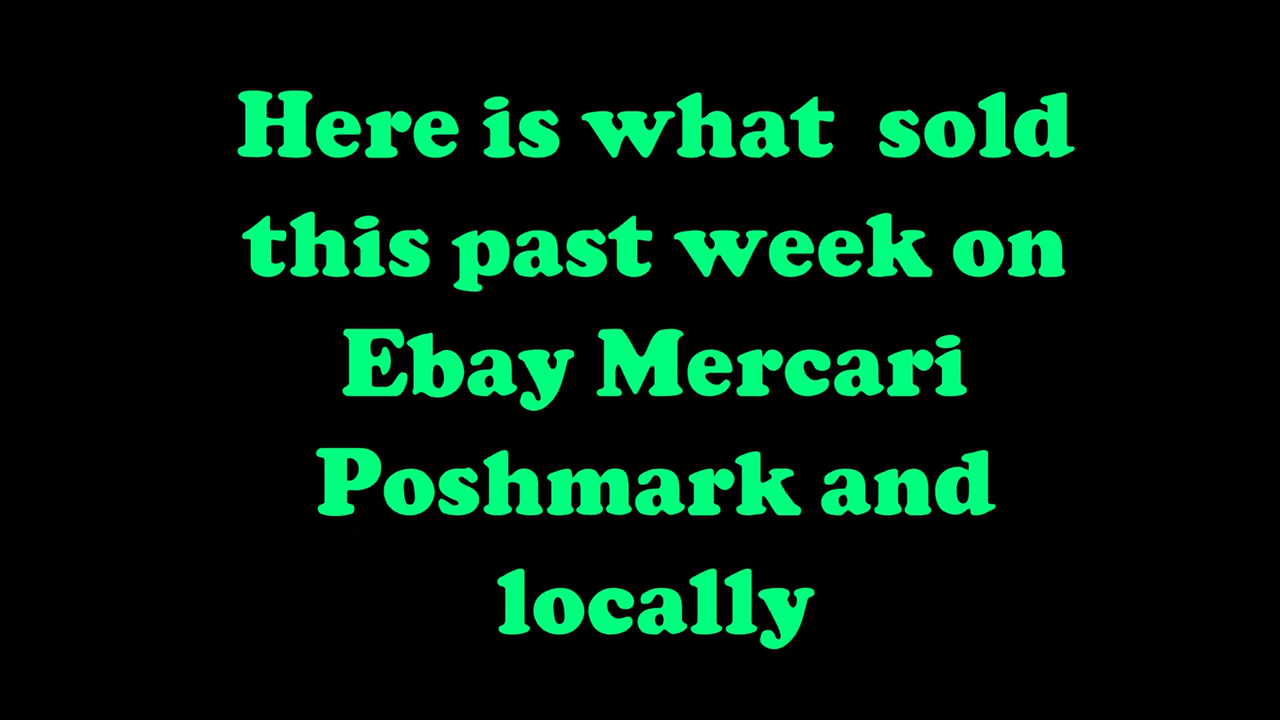 Here is what  sold
this past week on
Ebay Mercari
Poshmark and
locally